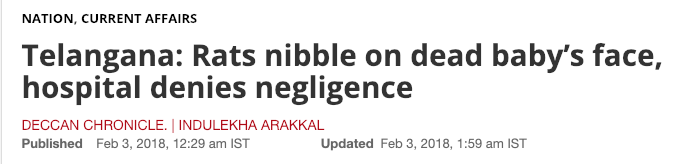 NATION, CURRENT AFFAIRS
Telangana: Rats nibble on dead baby’s face,
hospital denies negligence
DECCAN CHRONICLE. | INDULEKHA ARAKKAL
Published Feb 3, 2018, 12:29 am IST Updated Feb 3, 2018, 1:59 am IST